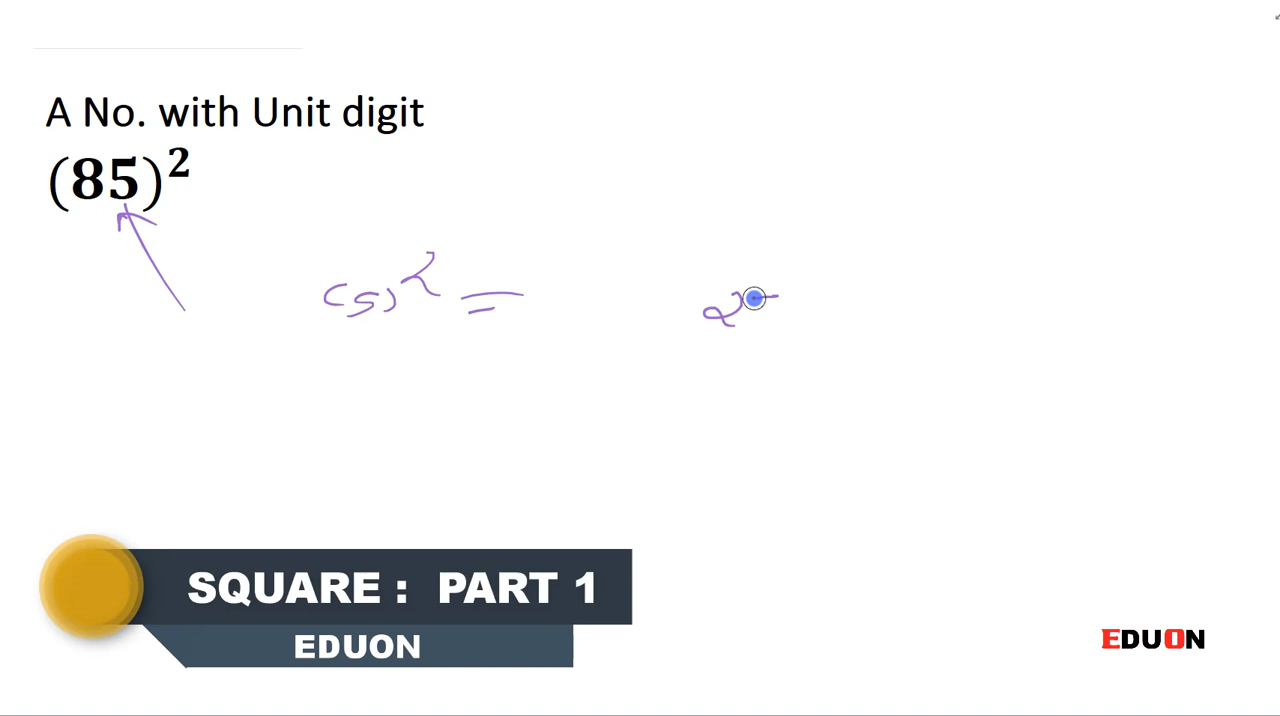 A No. with Unit digit
(85)²
(5)² =
SQUARE : PART 1
EDUON
EDUON